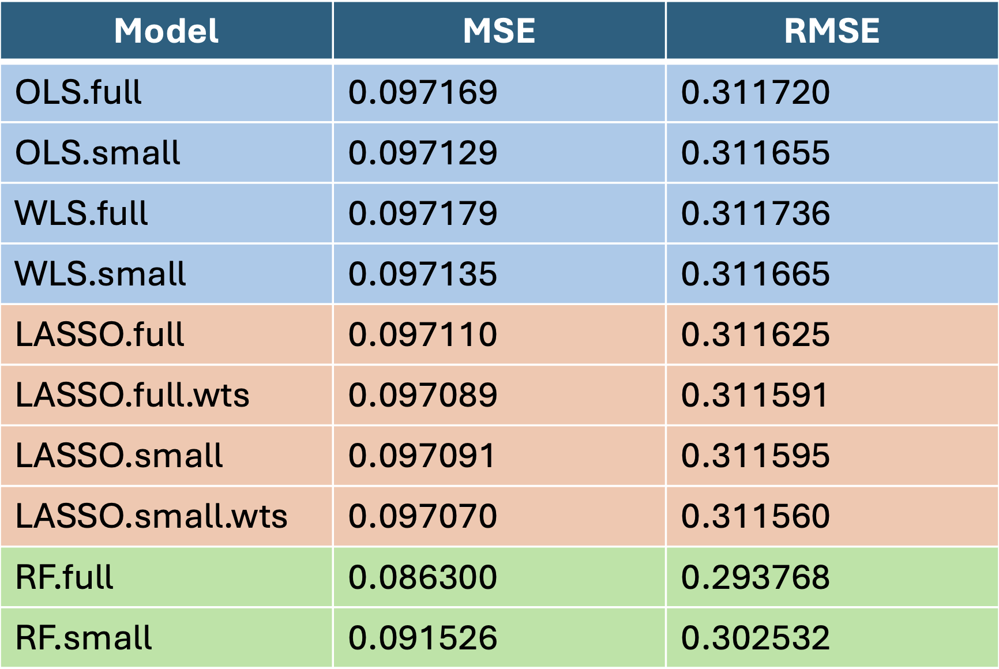 Model MSE RMSE
OLS.full 0.097169 0.311720
OLS.small 0.097129 0.311655
WLS.full 0.097179 0.311736
WLS.small 0.097135 0.311665
LASSO.full 0.097110 0.311625
LASSO.full.wts 0.097089 0.311591
LASSO.small 0.097091 0.311595
LASSO.small.wts 0.097070 0.311560
RF.full 0.086300 0.293768
RF.small 0.091526 0.302532